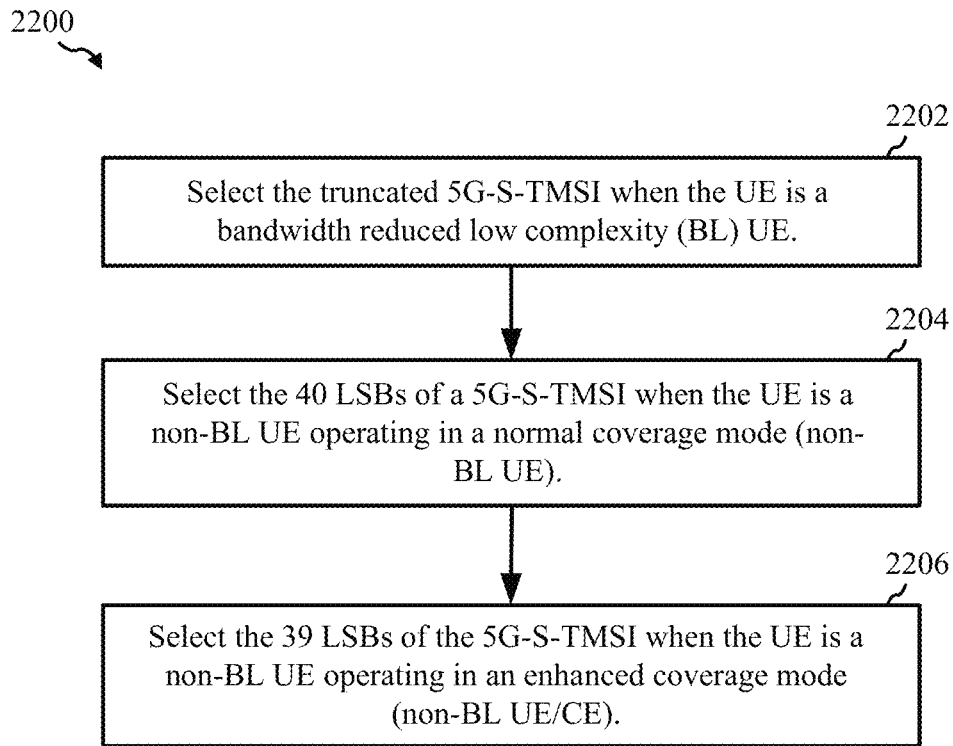 2200
2202
Select the truncated 5G-S-TMSI when the UE is a
bandwidth reduced low complexity (BL) UE.
2204
Select the 40 LSBs of a 5G-S-TMSI when the UE is a
non-BL UE operating in a normal coverage mode (non-
BL UE).
2206
Select the 39 LSBs of the 5G-S-TMSI when the UE is a
non-BL UE operating in an enhanced coverage mode
(non-BL UE/CE).